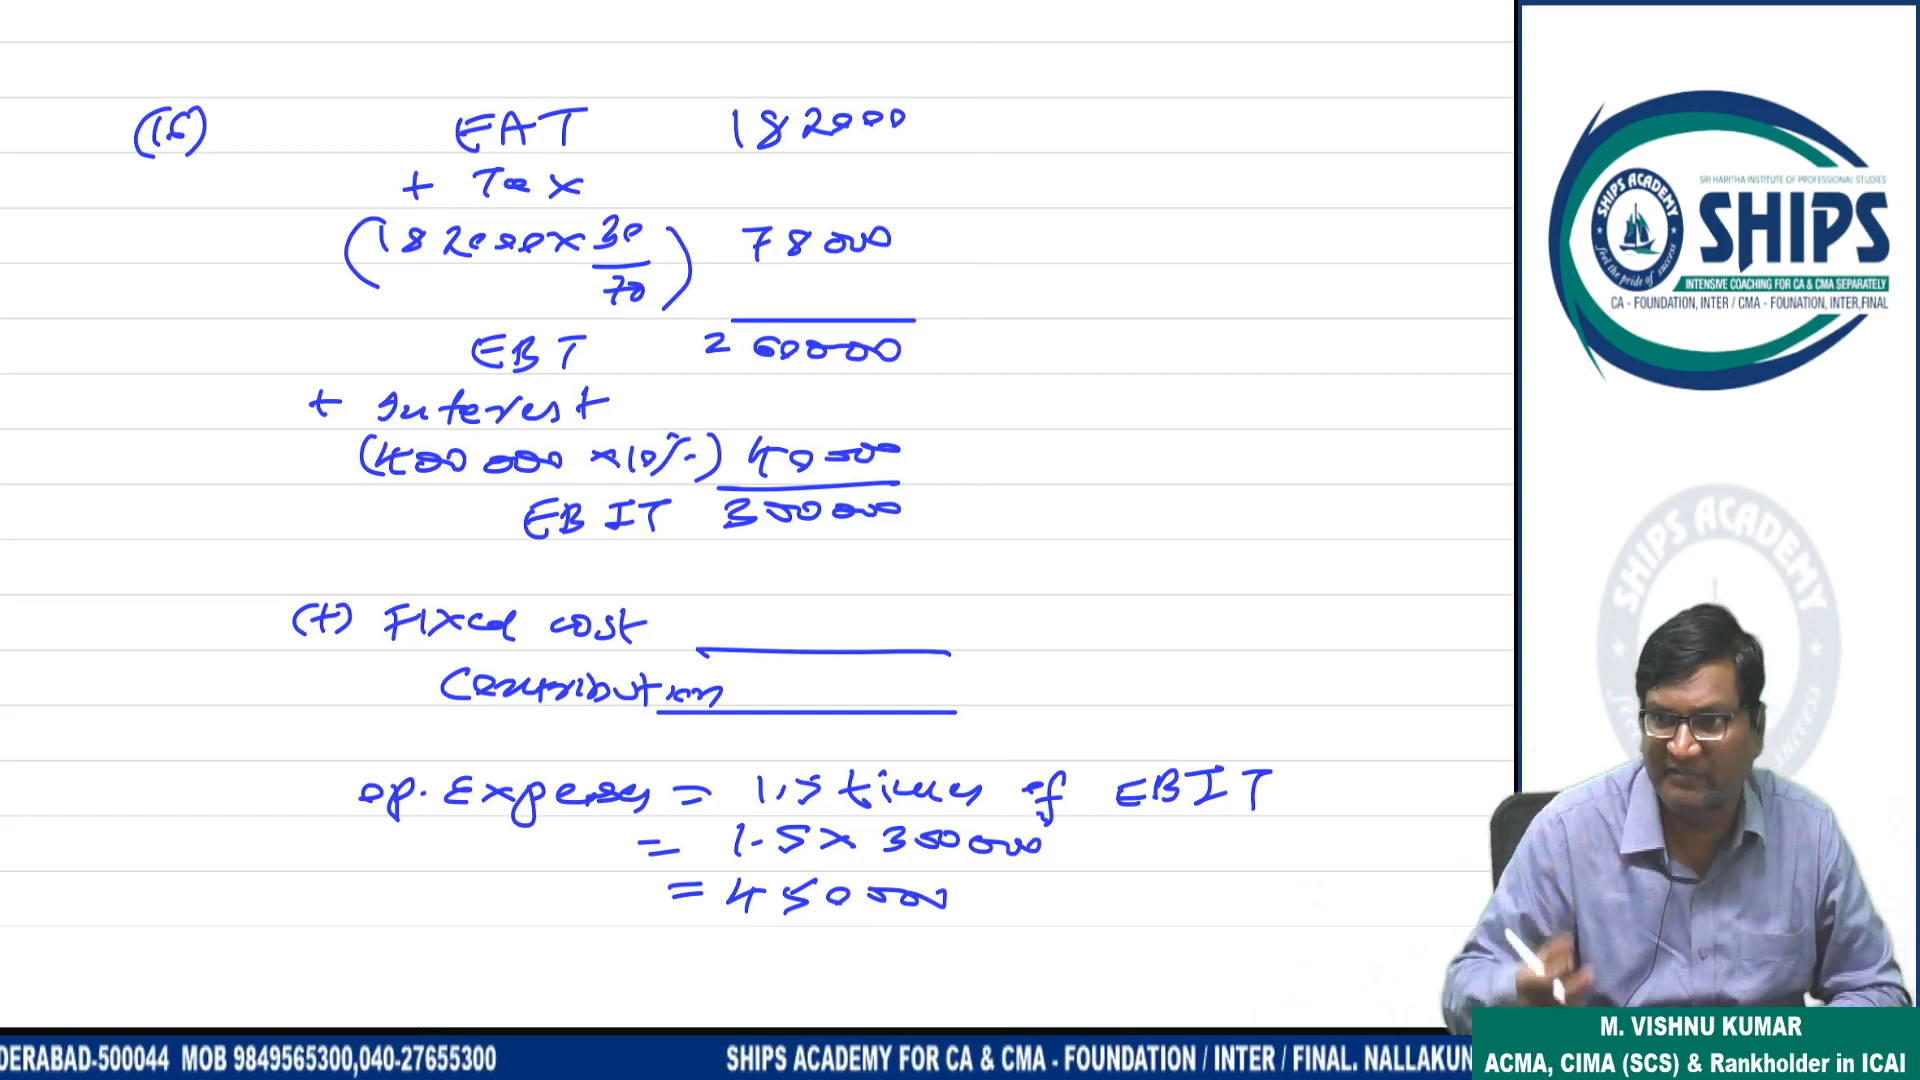 (16) EAT 182000
+ Tax
(182000 × 30/70) 78000
EBT 260000
+ Interest
(400000 × 10%) 40000
EBIT 300000
(+) Fixed cost
Contribution
op. Expenses = 1.5 times of EBIT
= 1.5 × 300000
= 450000
SHIPS ACADEMY
feel the pride of success
SRI HARITHA INSTITUTE OF PROFESSIONAL STUDIES
SHIPS
INTENSIVE COACHING FOR CA & CMA SEPARATELY
CA - FOUNDATION, INTER / CMA - FOUNATION, INTER,FINAL
SHIPS ACADEMY
M. VISHNU KUMAR
ACMA, CIMA (SCS) & Rankholder in ICAI
DERABAD-500044 MOB 9849565300,040-27655300
SHIPS ACADEMY FOR CA & CMA - FOUNDATION / INTER / FINAL. NALLAKUN